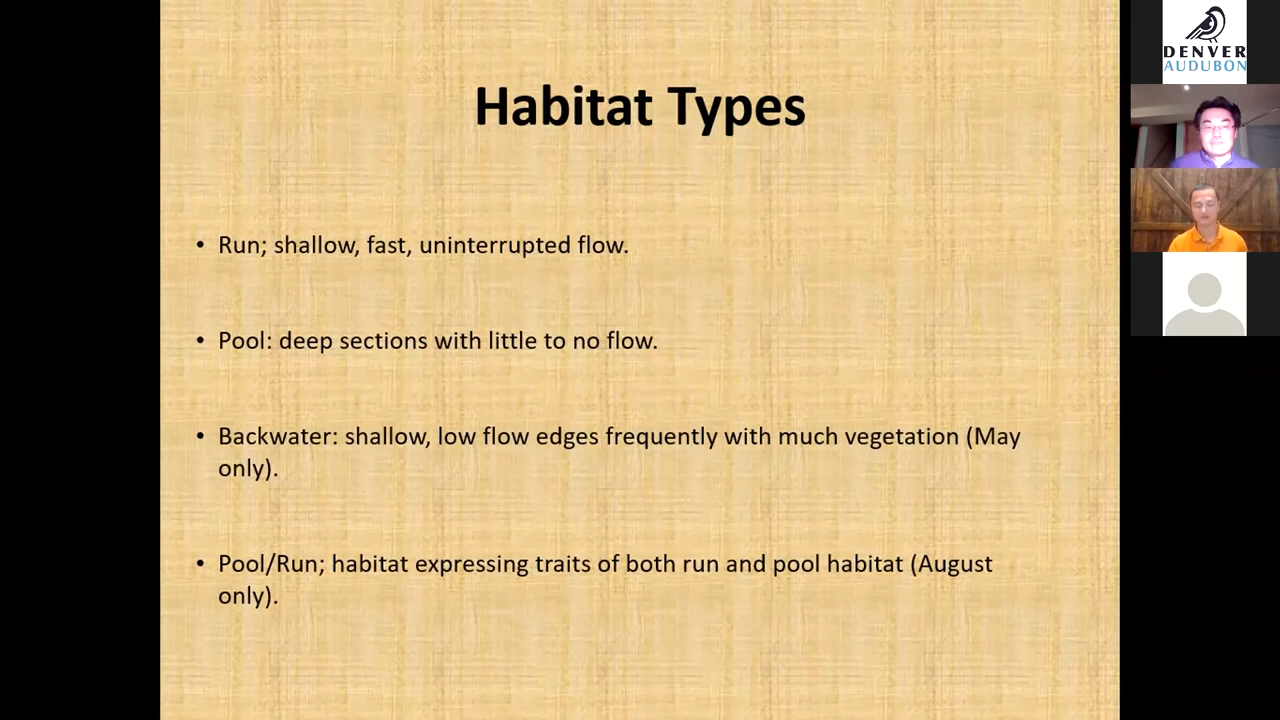 Habitat Types
• Run; shallow, fast, uninterrupted flow.
• Pool: deep sections with little to no flow.
• Backwater: shallow, low flow edges frequently with much vegetation (May
only).
• Pool/Run; habitat expressing traits of both run and pool habitat (August
only).
DENVER
AUDUBON